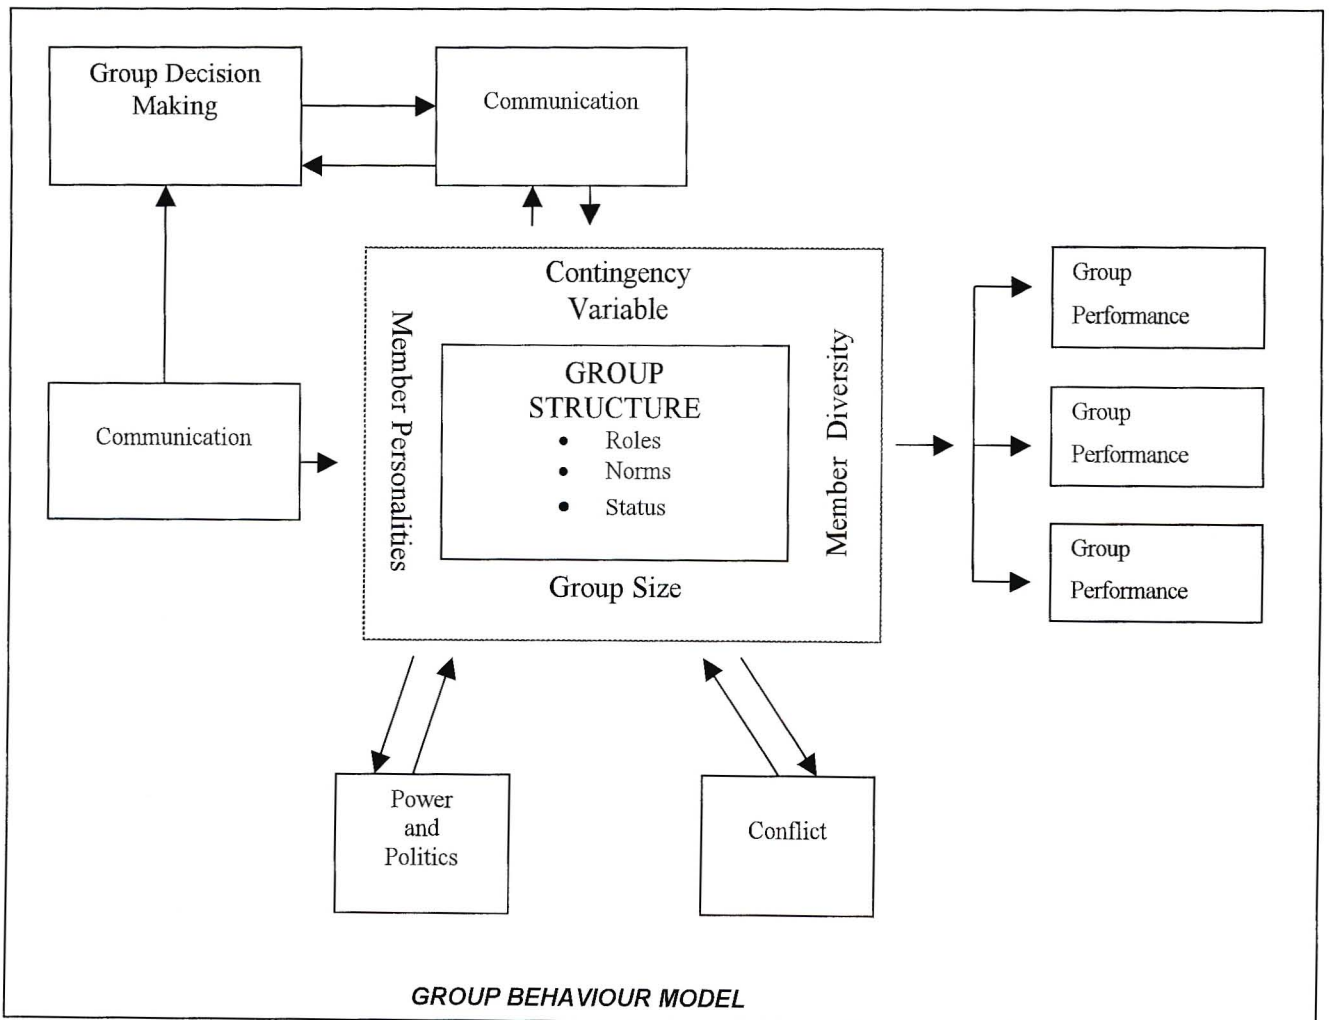 Group Decision
Making
Communication
Contingency
Variable
Member Personalities
GROUP
STRUCTURE
• Roles
• Norms
• Status
Member Diversity
Group Size
Communication
Group
Performance
Group
Performance
Group
Performance
Power
and
Politics
Conflict
GROUP BEHAVIOUR MODEL